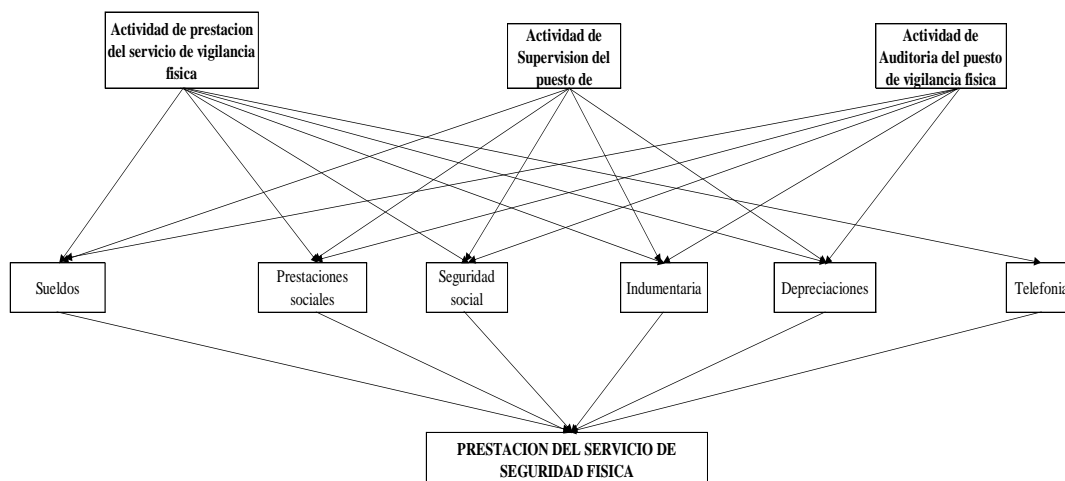 Actividad de prestacion
del servicio de vigilancia
fisica
Actividad de
Supervision del
puesto de
Actividad de
Auditoria del puesto
de vigilancia fisica
Sueldos
Prestaciones
sociales
Seguridad
social
Indumentaria
Depreciaciones
Telefonia
PRESTACION DEL SERVICIO DE
SEGURIDAD FISICA